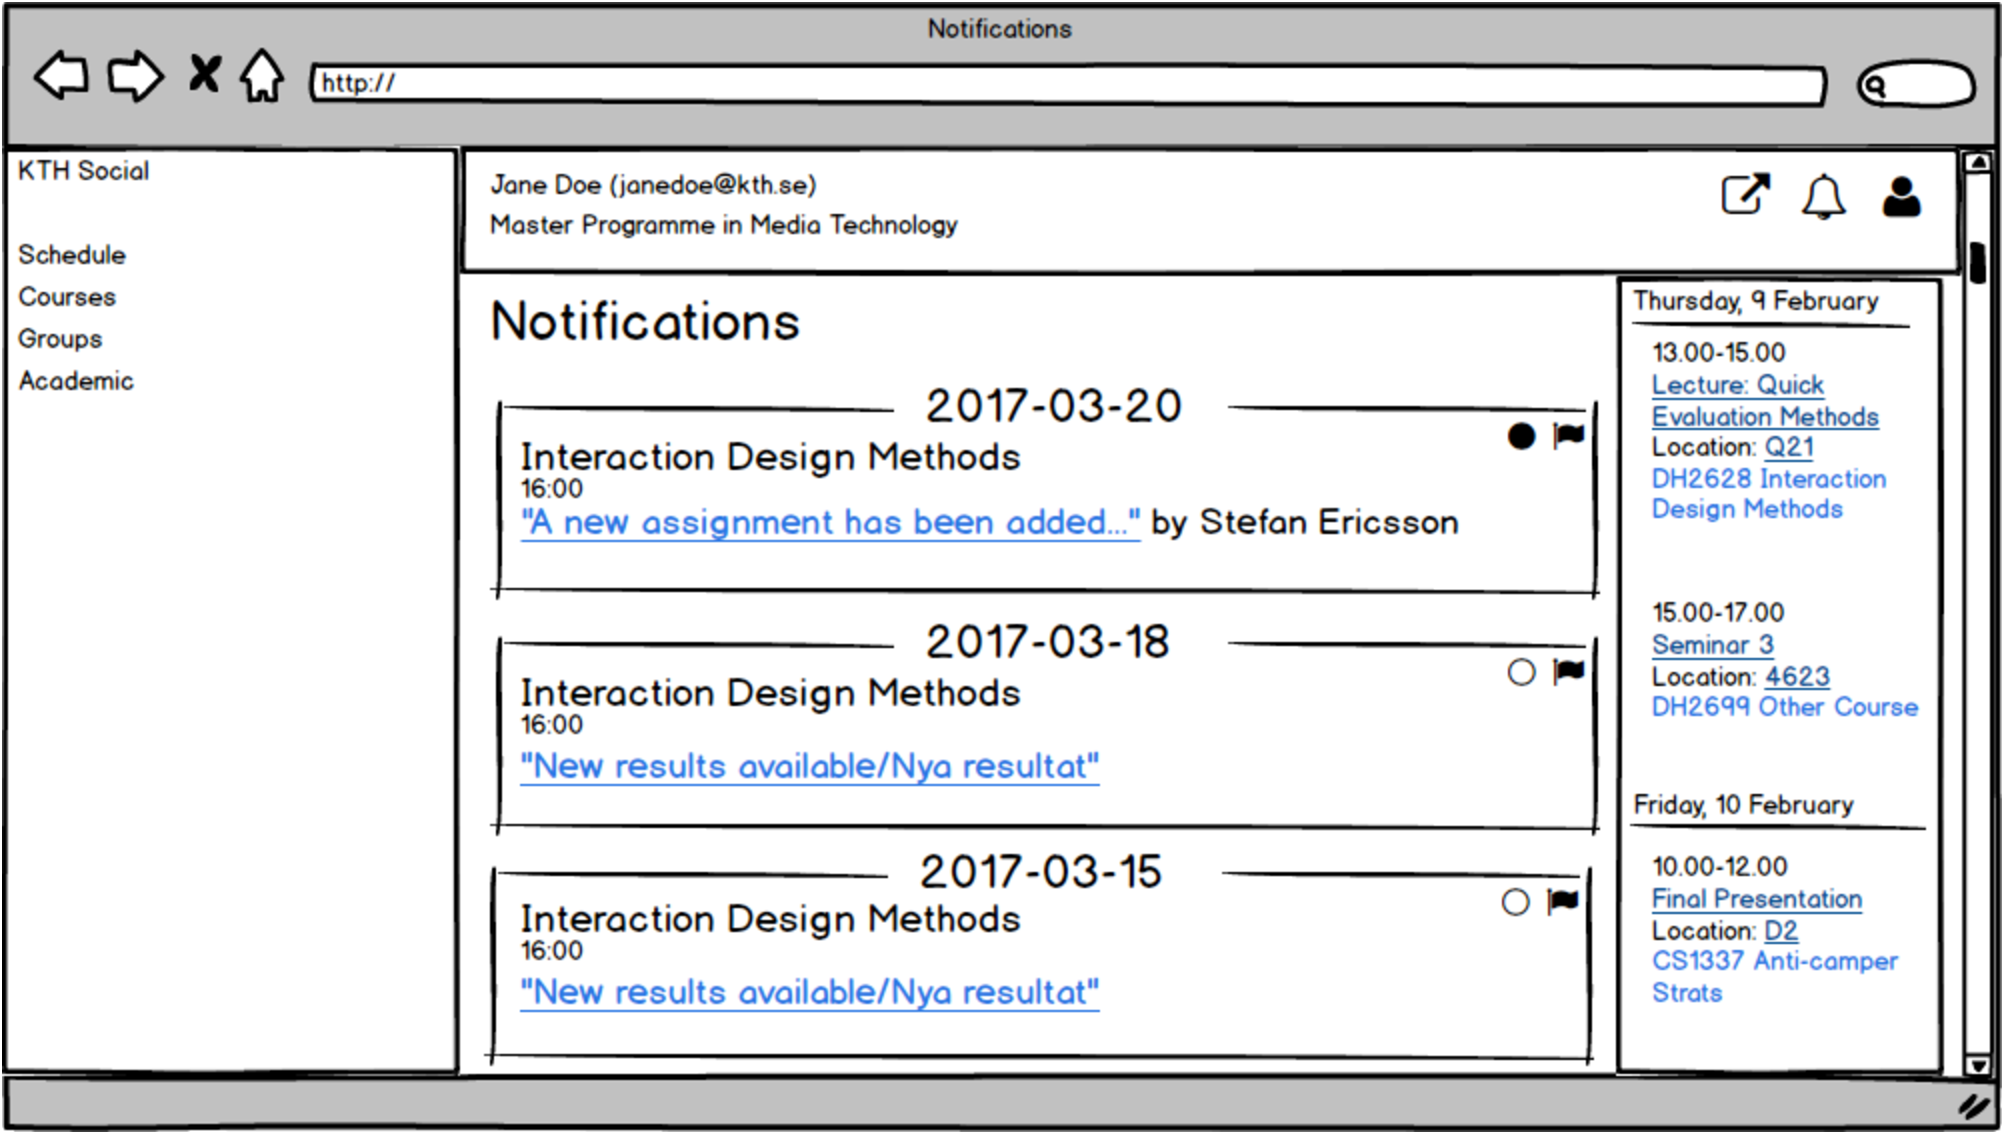 Notifications
http://
KTH Social
Schedule
Courses
Groups
Academic
Jane Doe (janedoe@kth.se)
Master Programme in Media Technology
Notifications
2017-03-20
Interaction Design Methods
16:00
"A new assignment has been added..." by Stefan Ericsson
2017-03-18
Interaction Design Methods
16:00
"New results available/Nya resultat"
2017-03-15
Interaction Design Methods
16:00
"New results available/Nya resultat"
Thursday, 9 February
13.00-15.00
Lecture: Quick
Evaluation Methods
Location: Q21
DH2628 Interaction
Design Methods
15.00-17.00
Seminar 3
Location: 4623
DH2699 Other Course
Friday, 10 February
10.00-12.00
Final Presentation
Location: D2
CS1337 Anti-camper
Strats